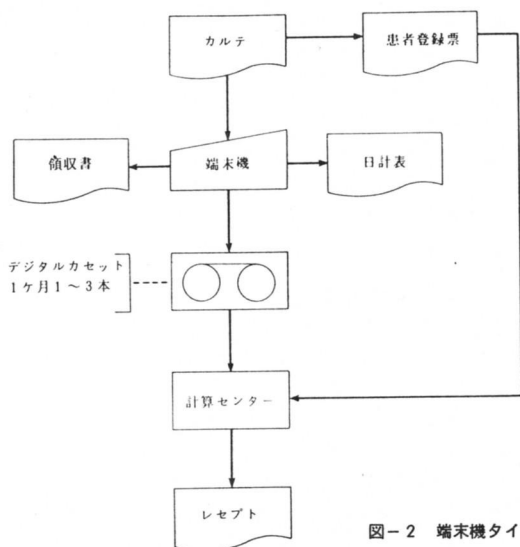 カルテ
患者登録票
領収書
端末機
日計表
デジタルカセット
1ケ月1〜3本
計算センター
レセプト
図-2 端末機タイ